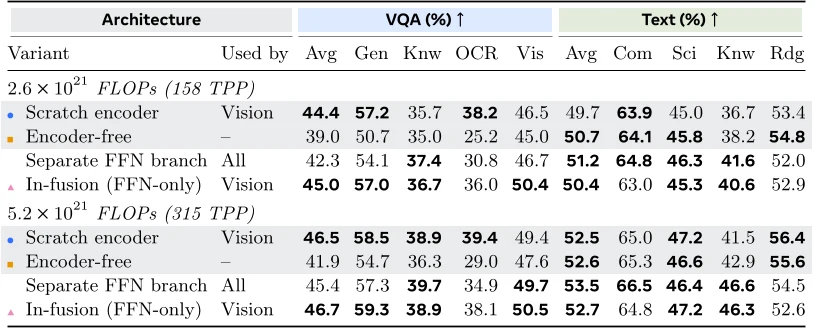 Architecture VQA (%) ↑ Text (%) ↑
Variant Used by Avg Gen Knw OCR Vis Avg Com Sci Knw Rdg
2.6 × 10^21 FLOPs (158 TPP)
Scratch encoder Vision 44.4 57.2 35.7 38.2 46.5 49.7 63.9 45.0 36.7 53.4
Encoder-free – 39.0 50.7 35.0 25.2 45.0 50.7 64.1 45.8 38.2 54.8
Separate FFN branch All 42.3 54.1 37.4 30.8 46.7 51.2 64.8 46.3 41.6 52.0
In-fusion (FFN-only) Vision 45.0 57.0 36.7 36.0 50.4 50.4 63.0 45.3 40.6 52.9
5.2 × 10^21 FLOPs (315 TPP)
Scratch encoder Vision 46.5 58.5 38.9 39.4 49.4 52.5 65.0 47.2 41.5 56.4
Encoder-free – 41.9 54.7 36.3 29.0 47.6 52.6 65.3 46.6 42.9 55.6
Separate FFN branch All 45.4 57.3 39.7 34.9 49.7 53.5 66.5 46.4 46.6 54.5
In-fusion (FFN-only) Vision 46.7 59.3 38.9 38.1 50.5 52.7 64.8 47.2 46.3 52.6